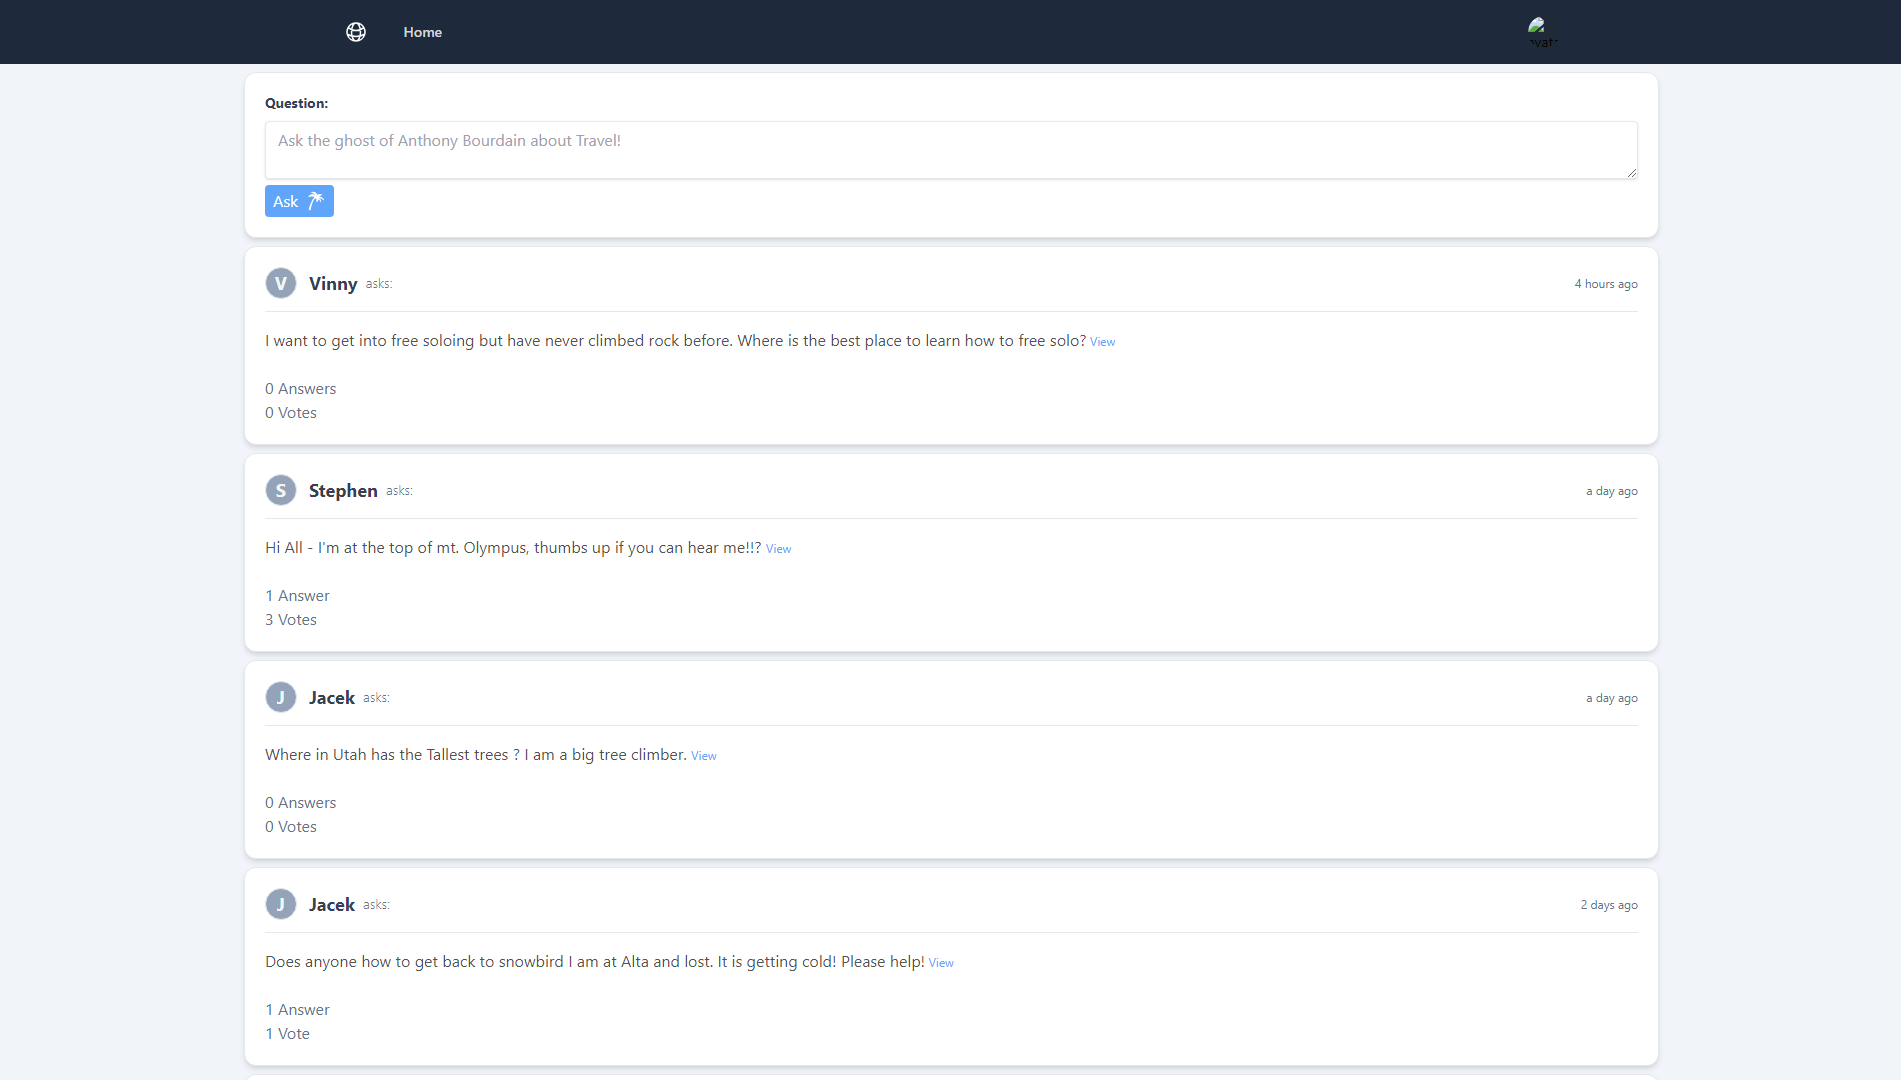 Home
Question:
Ask the ghost of Anthony Bourdain about Travel!
Ask
V Vinny asks: 4 hours ago
I want to get into free soloing but have never climbed rock before. Where is the best place to learn how to free solo? View
0 Answers
0 Votes
S Stephen asks: a day ago
Hi All - I'm at the top of mt. Olympus, thumbs up if you can hear me!!? View
1 Answer
3 Votes
J Jacek asks: a day ago
Where in Utah has the Tallest trees ? I am a big tree climber. View
0 Answers
0 Votes
J Jacek asks: 2 days ago
Does anyone how to get back to snowbird I am at Alta and lost. It is getting cold! Please help! View
1 Answer
1 Vote